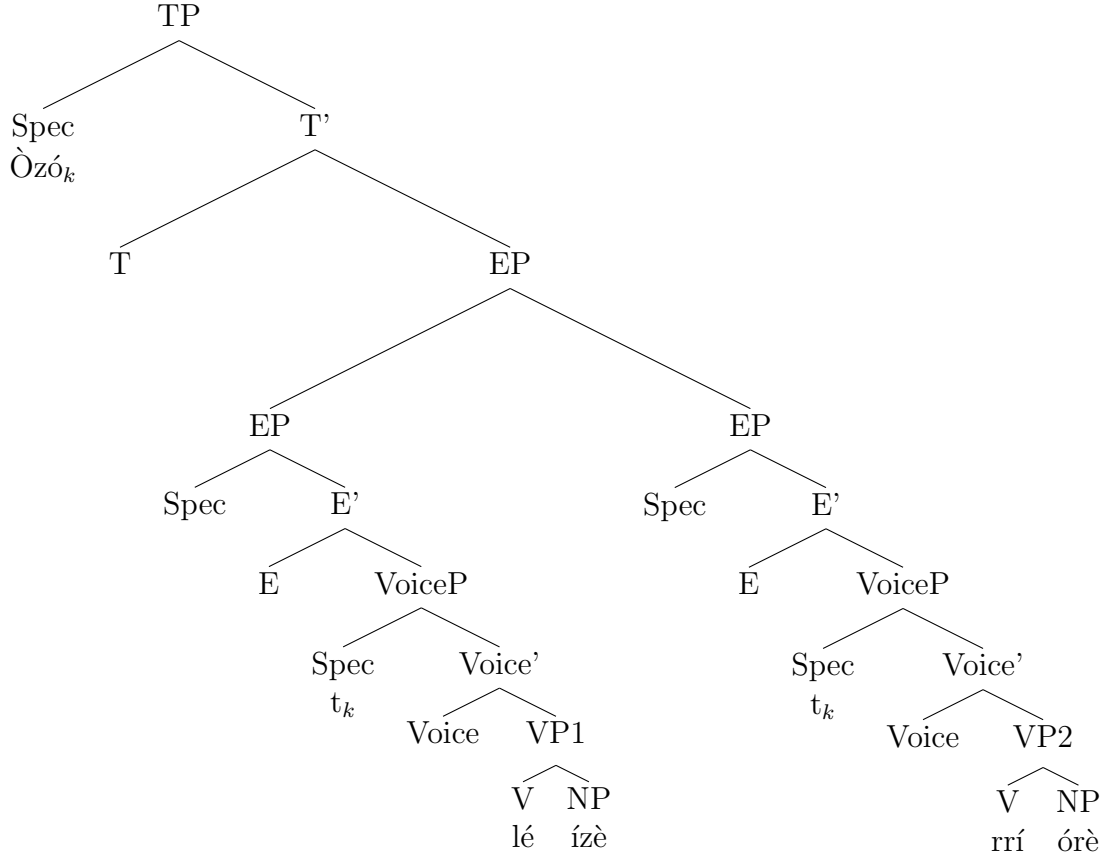 TP
Spec T’
Òzó_k
T EP
EP EP
Spec E’ Spec E’
E VoiceP E VoiceP
Spec Voice’ Spec Voice’
t_k t_k
Voice VP1 Voice VP2
V NP V NP
lé ízè rrí órè